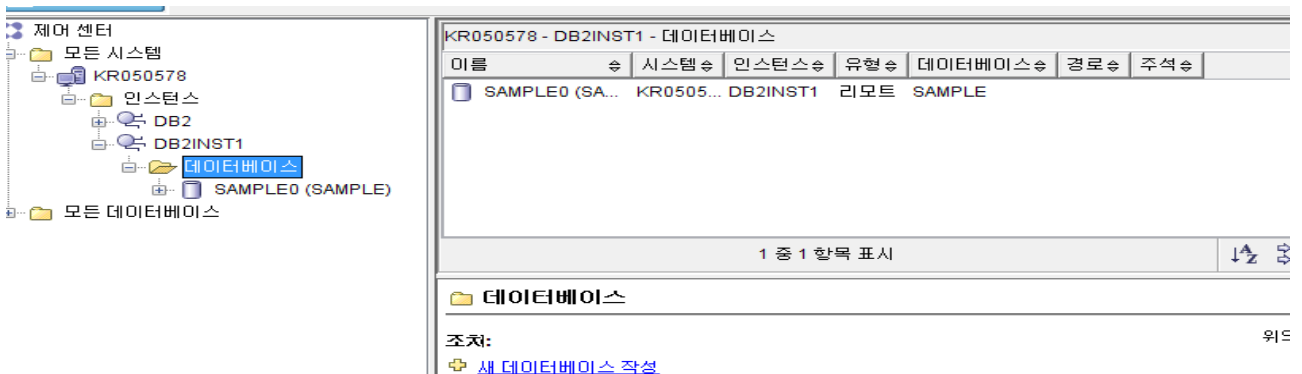 제어 센터
모든 시스템
KR050578
인스턴스
DB2
DB2INST1
데이터베이스
SAMPLE0 (SAMPLE)
모든 데이터베이스
KR050578 - DB2INST1 - 데이터베이스
이름 시스템 인스턴스 유형 데이터베이스 경로 주석
SAMPLE0 (SA... KR0505... DB2INST1 리모트 SAMPLE
1 중 1 항목 표시
데이터베이스
조치:
새 데이터베이스 작성